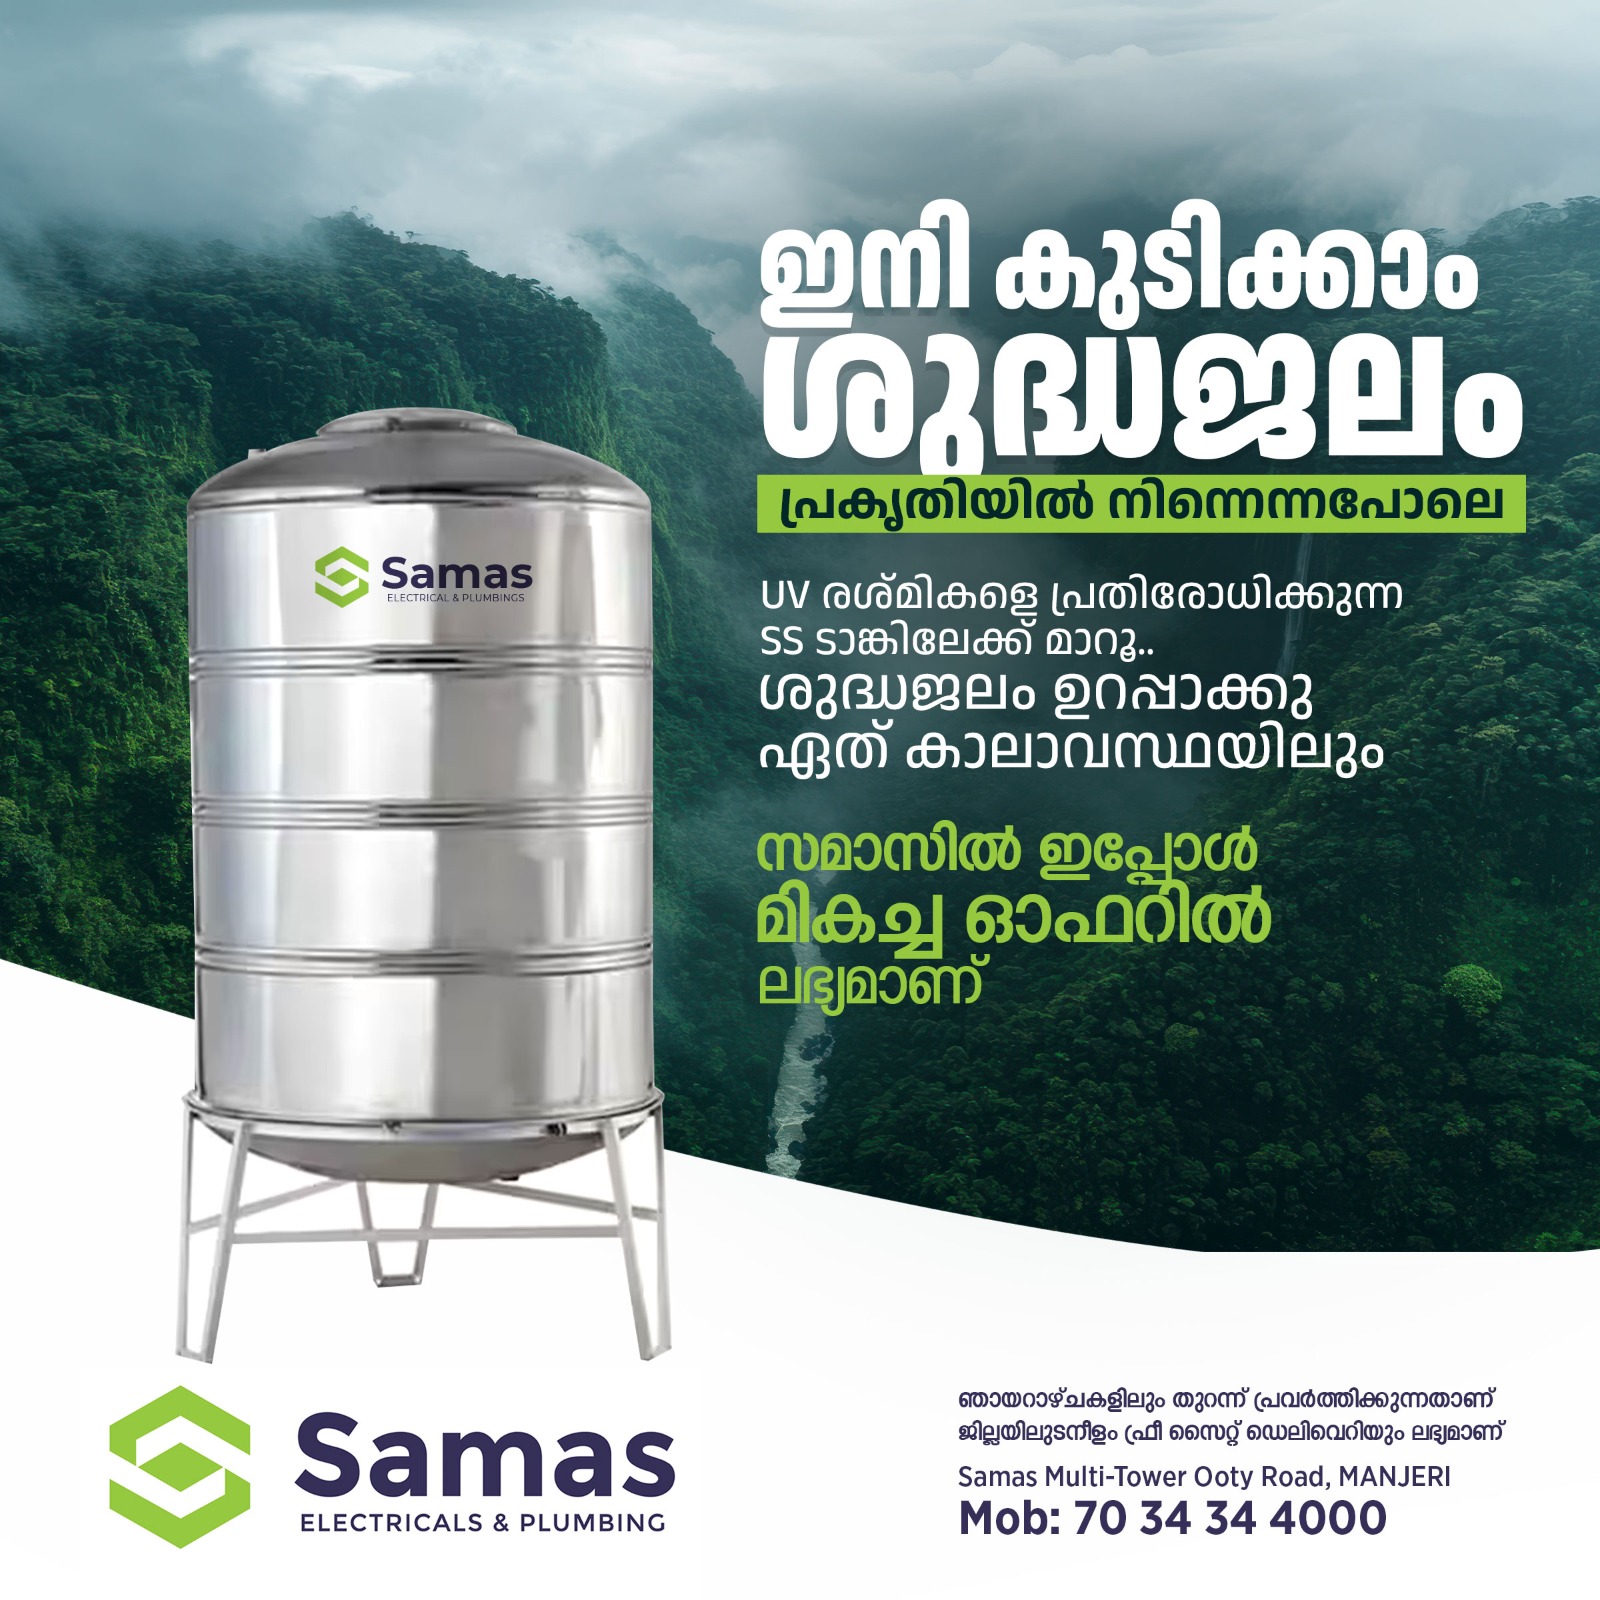 ഇനി കുടിക്കാം
ശുദ്ധജലം
പ്രകൃതിയിൽ നിന്നെന്നപോലെ
UV രശ്മികളെ പ്രതിരോധിക്കുന്ന
SS ടാങ്കിലേക്ക് മാറൂ..
ശുദ്ധജലം ഉറപ്പാക്കു
ഏത് കാലാവസ്ഥയിലും
സമാസിൽ ഇപ്പോൾ
മികച്ച ഓഫറിൽ
ലഭ്യമാണ്
Samas
ELECTRICAL & PLUMBINGS
Samas
ELECTRICALS & PLUMBING
ഞായറാഴ്ചകളിലും തുറന്ന് പ്രവർത്തിക്കുന്നതാണ്
ജില്ലയിലുടനീളം ഫ്രീ സൈറ്റ് ഡെലിവെറിയും ലഭ്യമാണ്
Samas Multi-Tower Ooty Road, MANJERI
Mob: 70 34 34 4000